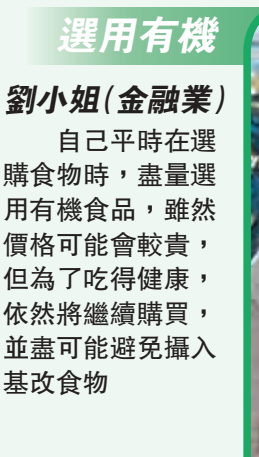 選用有機
劉小姐(金融業)
自己平時在選
購食物時，盡量選
用有機食品，雖然
價格可能會較貴，
但為了吃得健康，
依然將繼續購買，
並盡可能避免攝入
基改食物